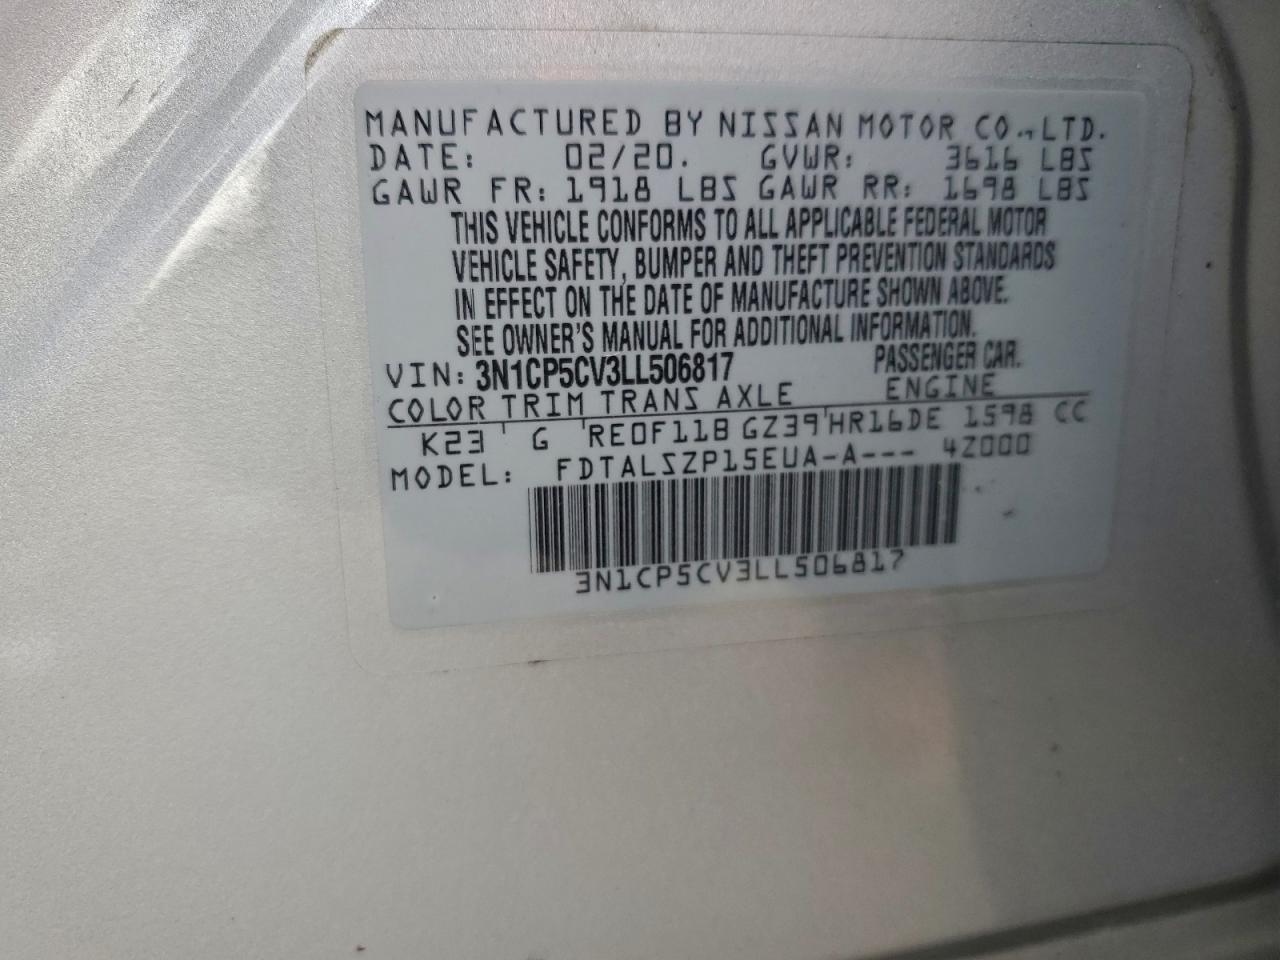 MANUFACTURED BY NISSAN MOTOR CO., LTD.
DATE: 02/20. GVWR: 3616 LBS
GAWR FR: 1918 LBS GAWR RR: 1698 LBS
THIS VEHICLE CONFORMS TO ALL APPLICABLE FEDERAL MOTOR
VEHICLE SAFETY, BUMPER AND THEFT PREVENTION STANDARDS
IN EFFECT ON THE DATE OF MANUFACTURE SHOWN ABOVE.
SEE OWNER'S MANUAL FOR ADDITIONAL INFORMATION.
VIN: 3N1CP5CV3LL506817 PASSENGER CAR.
COLOR TRIM TRANS AXLE ENGINE
K23 G RE0F11B GZ39 HR16DE 1598 CC
MODEL: FDTALSZP15EUA-A--- 4Z000
3N1CP5CV3LL506817